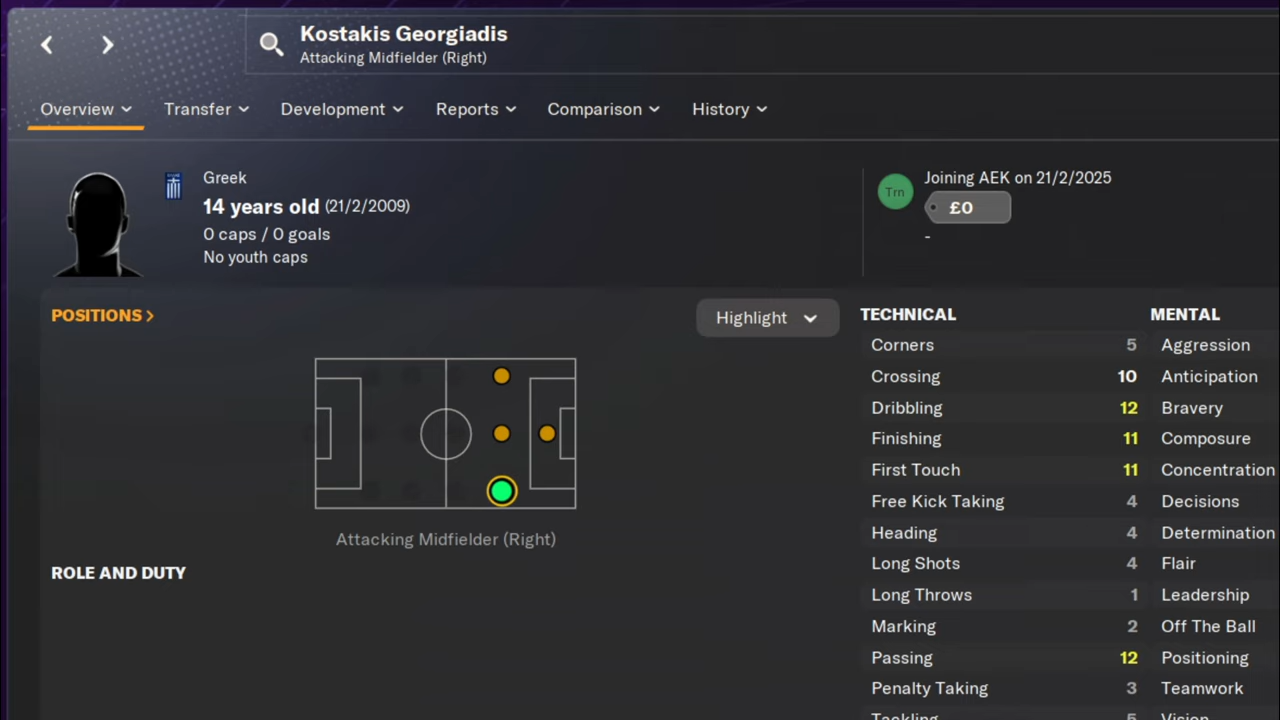 Kostakis Georgiadis
Attacking Midfielder (Right)
Overview Transfer Development Reports Comparison History
Greek
14 years old (21/2/2009)
0 caps / 0 goals
No youth caps
Trn
Joining AEK on 21/2/2025
£0
-
POSITIONS
Highlight
Attacking Midfielder (Right)
ROLE AND DUTY
TECHNICAL
Corners 5
Crossing 10
Dribbling 12
Finishing 11
First Touch 11
Free Kick Taking 4
Heading 4
Long Shots 4
Long Throws 1
Marking 2
Passing 12
Penalty Taking 3
Tackling 5
MENTAL
Aggression
Anticipation
Bravery
Composure
Concentration
Decisions
Determination
Flair
Leadership
Off The Ball
Positioning
Teamwork
Vision